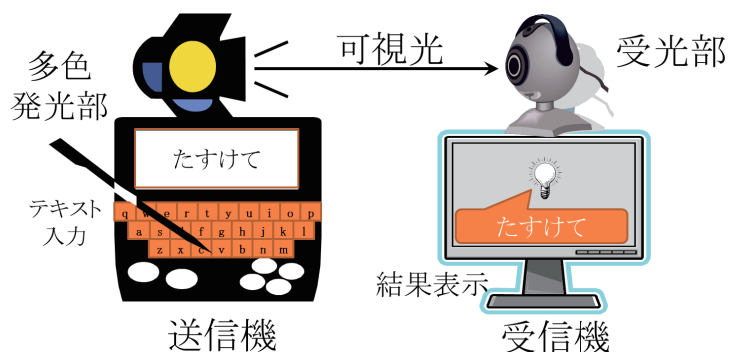 多色
発光部
可視光
受光部
たすけて
テキスト
入力
q w e r t y u i o p
a s d f g h j k l
z x c v b n m
たすけて
結果表示
送信機
受信機